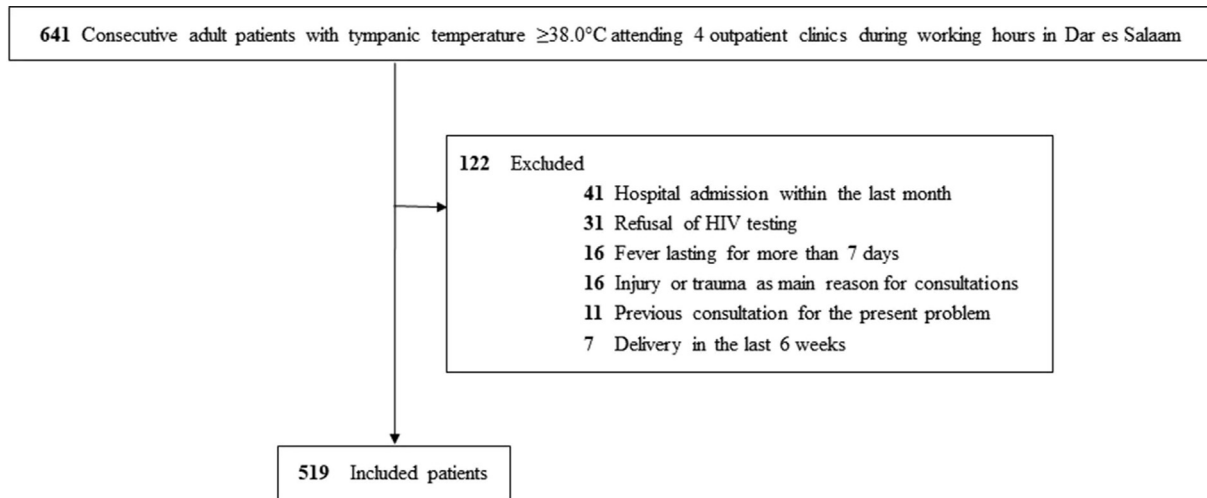 641 Consecutive adult patients with tympanic temperature ≥38.0°C attending 4 outpatient clinics during working hours in Dar es Salaam
122 Excluded
41 Hospital admission within the last month
31 Refusal of HIV testing
16 Fever lasting for more than 7 days
16 Injury or trauma as main reason for consultations
11 Previous consultation for the present problem
7 Delivery in the last 6 weeks
519 Included patients